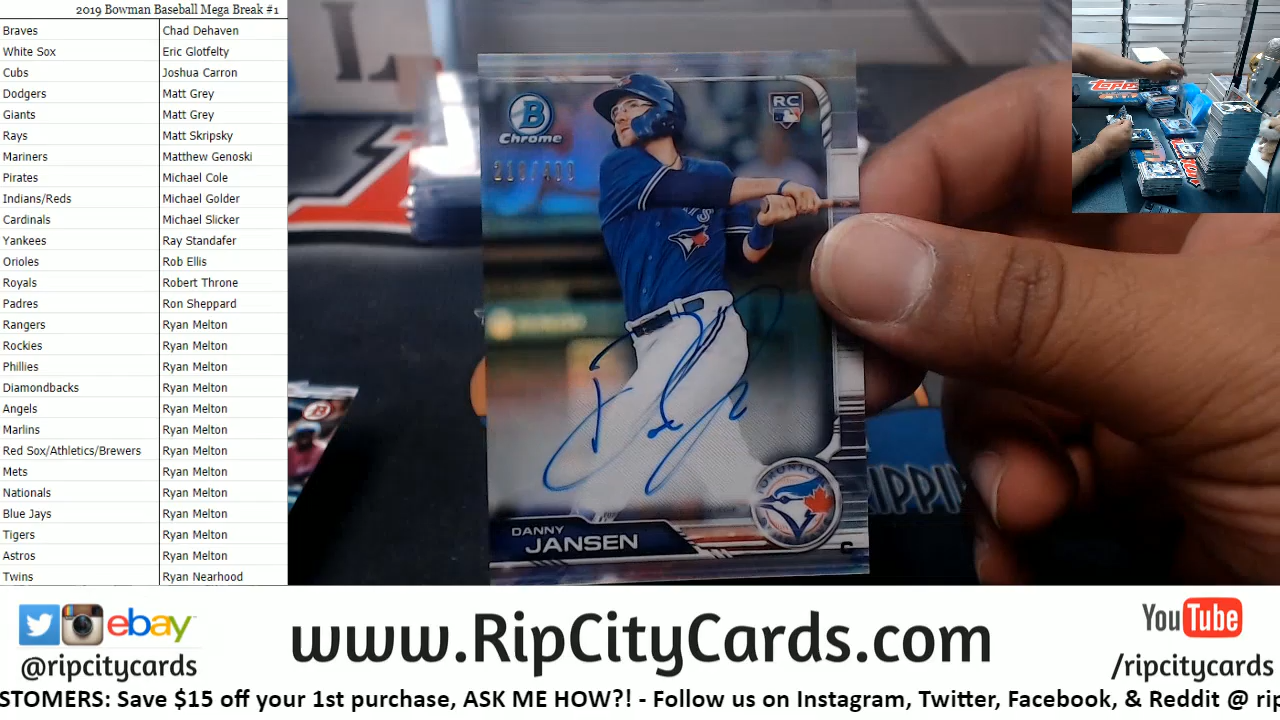 2019 Bowman Baseball Mega Break #1
Braves Chad Dehaven
White Sox Eric Glotfelty
Cubs Joshua Carron
Dodgers Matt Grey
Giants Matt Grey
Rays Matt Skripsky
Mariners Matthew Genoski
Pirates Michael Cole
Indians/Reds Michael Golder
Cardinals Michael Slicker
Yankees Ray Standafer
Orioles Rob Ellis
Royals Robert Throne
Padres Ron Sheppard
Rangers Ryan Melton
Rockies Ryan Melton
Phillies Ryan Melton
Diamondbacks Ryan Melton
Angels Ryan Melton
Marlins Ryan Melton
Red Sox/Athletics/Brewers Ryan Melton
Mets Ryan Melton
Nationals Ryan Melton
Blue Jays Ryan Melton
Tigers Ryan Melton
Astros Ryan Melton
Twins Ryan Nearhood
B
Chrome
RC
DANNY
JANSEN
C
TOPPS
ebay
@ripcitycards
www.RipCityCards.com
YouTube
/ripcitycards
STOMERS: Save $15 off your 1st purchase, ASK ME HOW?! - Follow us on Instagram, Twitter, Facebook, & Reddit @ rip